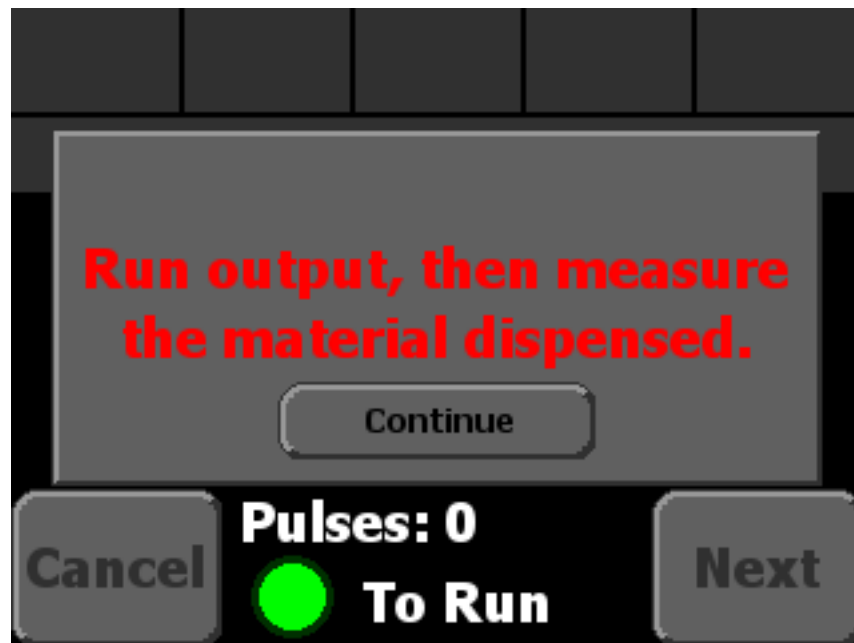 Run output, then measure
the material dispensed.
Continue
Pulses: 0
Cancel
To Run
Next